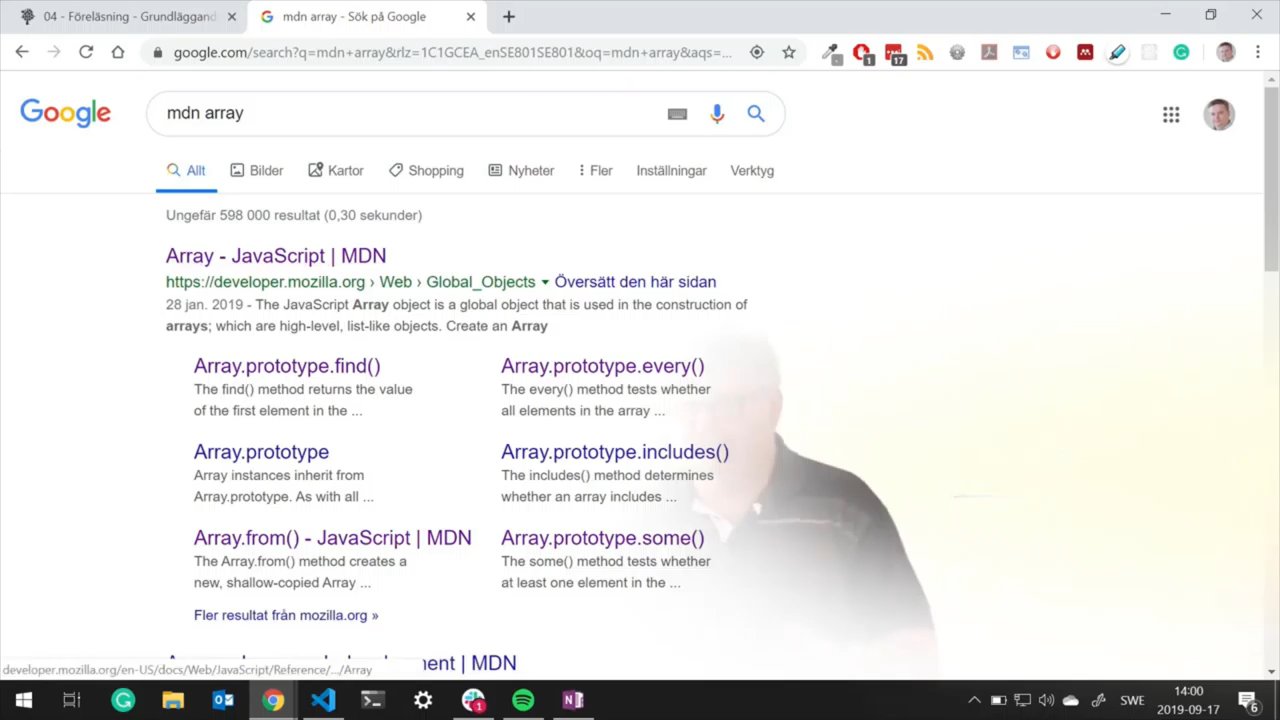 04 - Föreläsning - Grundläggand
mdn array - Sök på Google
google.com/search?q=mdn+array&rlz=1C1GCEA_enSE801SE801&oq=mdn+array&aqs=...
1
17
Google
mdn array
Allt
Bilder
Kartor
Shopping
Nyheter
Fler
Inställningar
Verktyg
Ungefär 598 000 resultat (0,30 sekunder)
Array - JavaScript | MDN
https://developer.mozilla.org › Web › Global_Objects ▾ Översätt den här sidan
28 jan. 2019 - The JavaScript Array object is a global object that is used in the construction of
arrays; which are high-level, list-like objects. Create an Array
Array.prototype.find()
The find() method returns the value
of the first element in the ...
Array.prototype.every()
The every() method tests whether
all elements in the array ...
Array.prototype
Array instances inherit from
Array.prototype. As with all ...
Array.prototype.includes()
The includes() method determines
whether an array includes ...
Array.from() - JavaScript | MDN
The Array.from() method creates a
new, shallow-copied Array ...
Array.prototype.some()
The some() method tests whether
at least one element in the ...
Fler resultat från mozilla.org »
| MDN
developer.mozilla.org/en-US/docs/Web/JavaScript/Reference/.../Array
1
SWE
14:00
2019-09-17
6